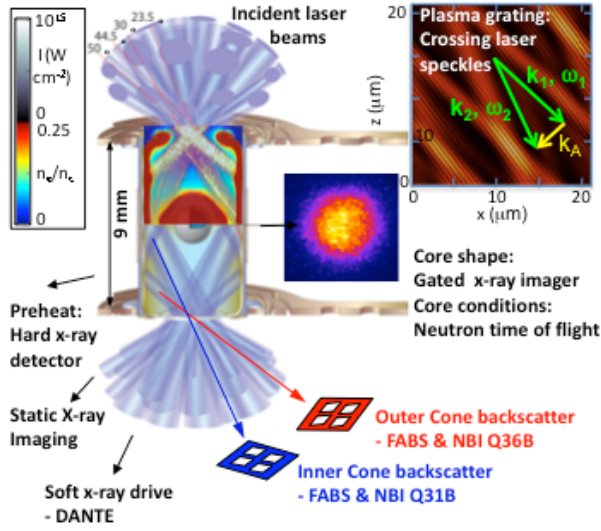 10¹⁵
I (W
cm⁻²)
0
0.25
nₑ/n꜀
0
50
44.5
30
23.5
Incident laser
beams
9 mm
20
z (μm)
10
0
0
10
20
x (μm)
Plasma grating:
Crossing laser
speckles
k₁, ω₁
k₂, ω₂
k_A
Core shape:
Gated x-ray imager
Core conditions:
Neutron time of flight
Preheat:
Hard x-ray
detector
Static X-ray
Imaging
Soft x-ray drive
- DANTE
Outer Cone backscatter
- FABS & NBI Q36B
Inner Cone backscatter
- FABS & NBI Q31B